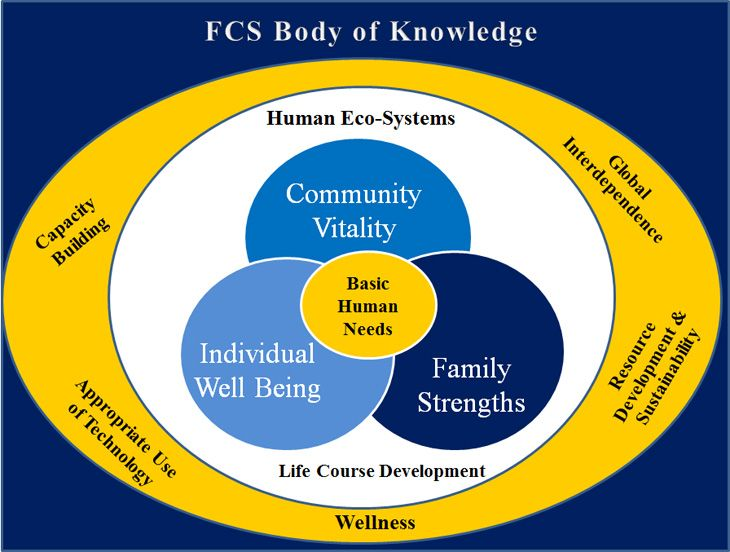 FCS Body of Knowledge
Human Eco-Systems
Global
Interdependence
Capacity
Building
Community
Vitality
Basic
Human
Needs
Individual
Well Being
Family
Strengths
Resource
Development &
Sustainability
Appropriate Use
of Technology
Life Course Development
Wellness